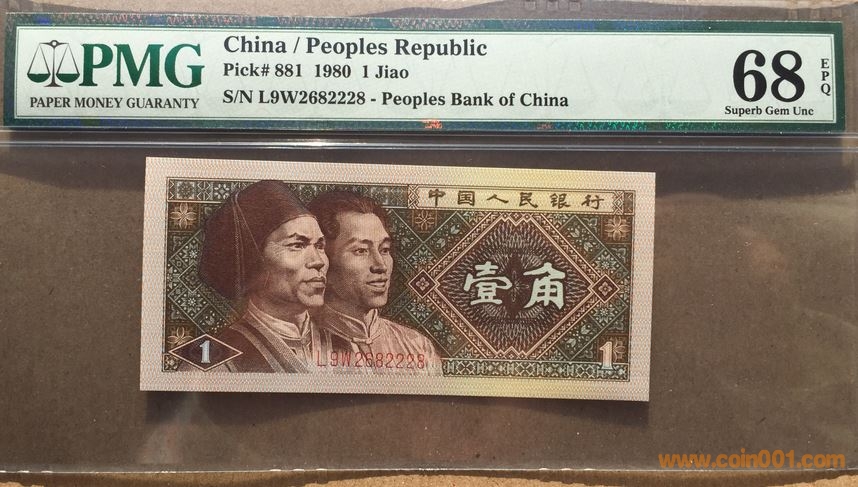 PMG
PAPER MONEY GUARANTY
China / Peoples Republic
Pick# 881 1980 1 Jiao
S/N L9W2682228 - Peoples Bank of China
68
EPQ
Superb Gem Unc
中国人民银行
壹角
1
L9W2682228
1
www.coin001.com